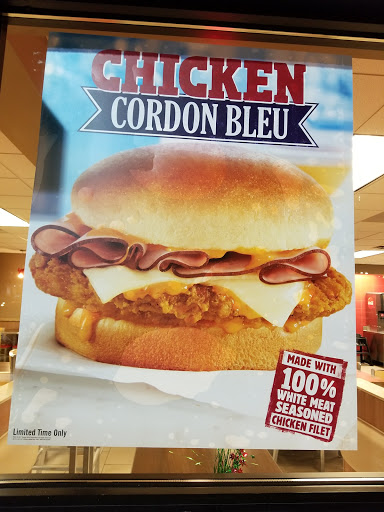 CHICKEN
CORDON BLEU
MADE WITH
100%
WHITE MEAT
SEASONED
CHICKEN FILET
Limited Time Only